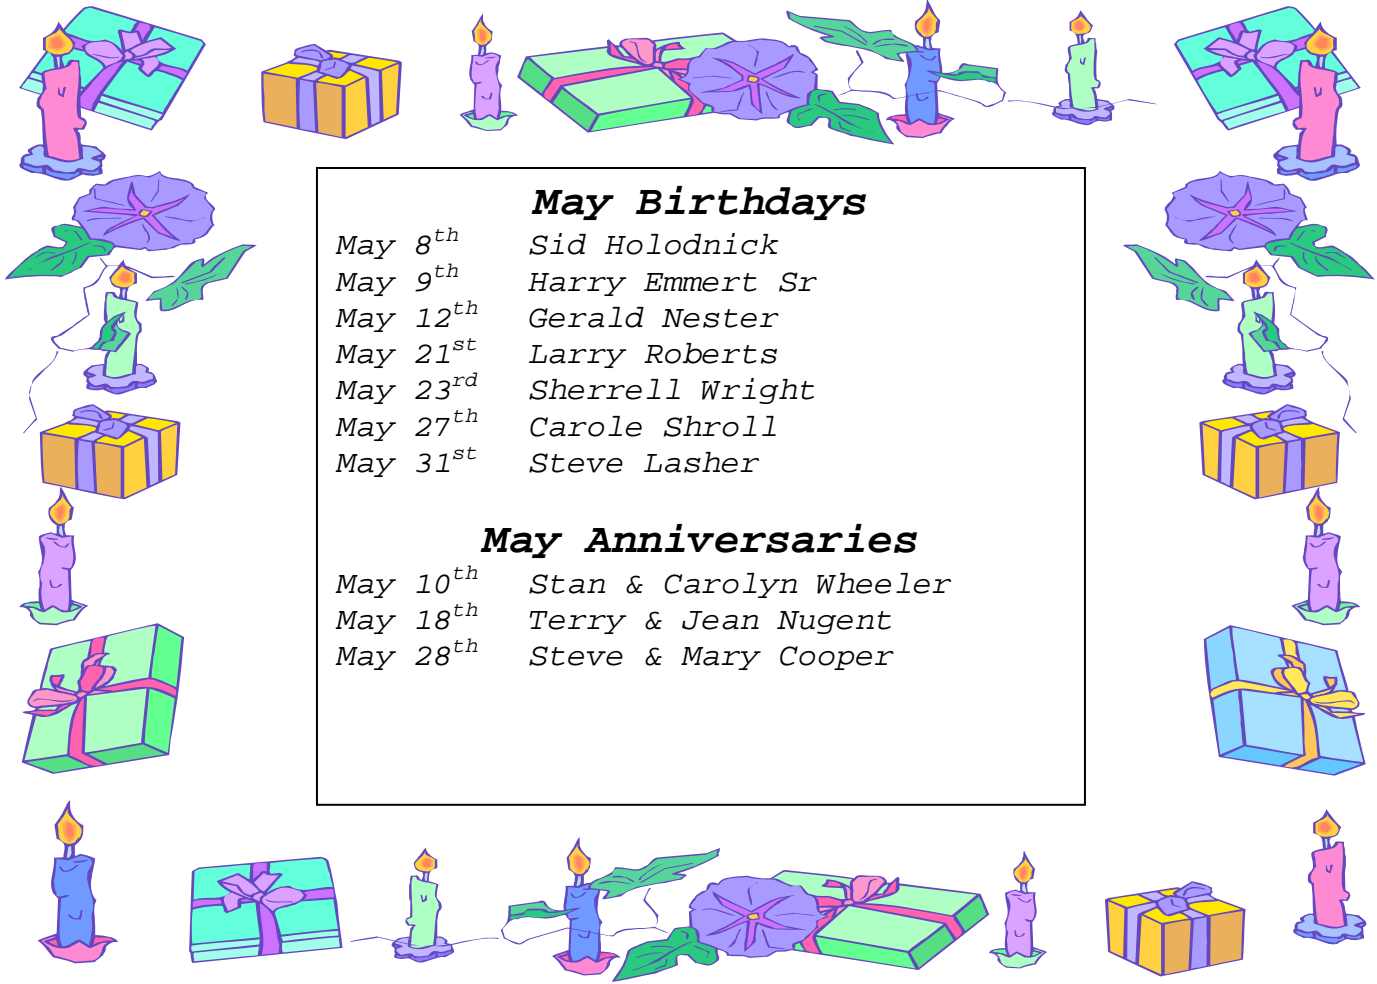 May Birthdays
May 8th Sid Holodnick
May 9th Harry Emmert Sr
May 12th Gerald Nester
May 21st Larry Roberts
May 23rd Sherrell Wright
May 27th Carole Shroll
May 31st Steve Lasher
May Anniversaries
May 10th Stan & Carolyn Wheeler
May 18th Terry & Jean Nugent
May 28th Steve & Mary Cooper